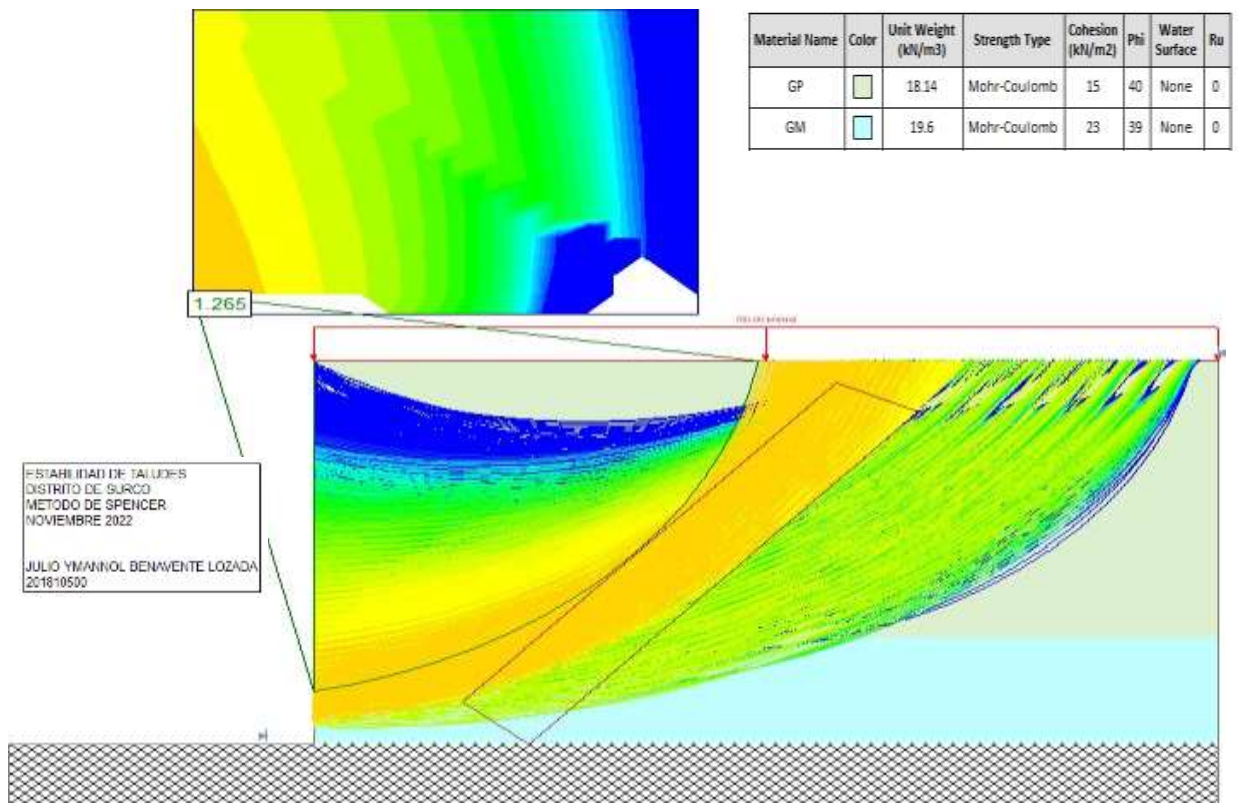 Material Name Color Unit Weight (kN/m3) Strength Type Cohesion (kN/m2) Phi Water Surface Ru
GP 18.14 Mohr-Coulomb 15 40 None 0
GM 19.6 Mohr-Coulomb 23 39 None 0
1.265
ESTABILIDAD DE TALUDES
DISTRITO DE SURCO
METODO DE SPENCER
NOVIEMBRE 2022
JULIO YMANNOL BENAVENTE LOZADA
201810500